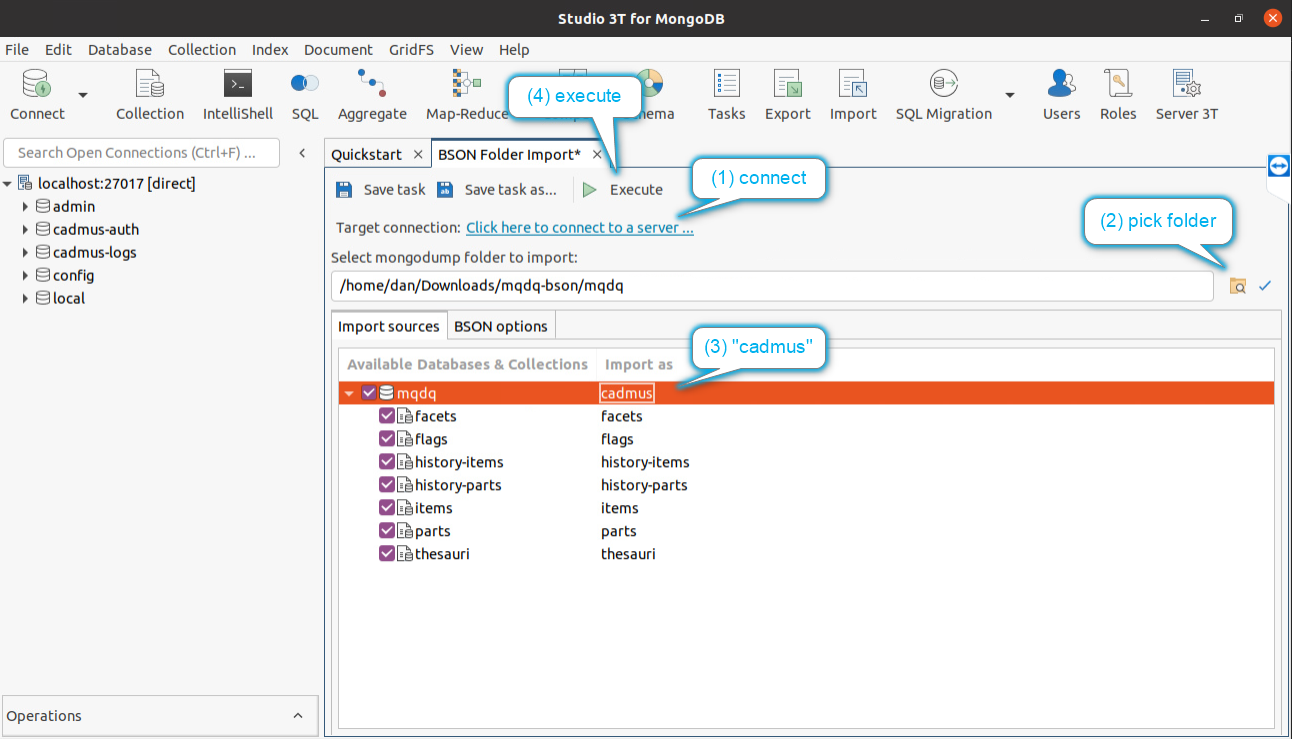 Studio 3T for MongoDB
File Edit Database Collection Index Document GridFS View Help
Connect Collection IntelliShell SQL Aggregate Map-Reduce Tasks Export Import SQL Migration Users Roles Server 3T
(4) execute
Search Open Connections (Ctrl+F) ...
Quickstart
BSON Folder Import*
localhost:27017 [direct]
admin
cadmus-auth
cadmus-logs
config
local
Save task Save task as... Execute
(1) connect
(2) pick folder
Target connection: Click here to connect to a server ...
Select mongodump folder to import:
/home/dan/Downloads/mqdq-bson/mqdq
Import sources BSON options
(3) "cadmus"
Available Databases & Collections Import as
mqdq cadmus
facets facets
flags flags
history-items history-items
history-parts history-parts
items items
parts parts
thesauri thesauri
Operations